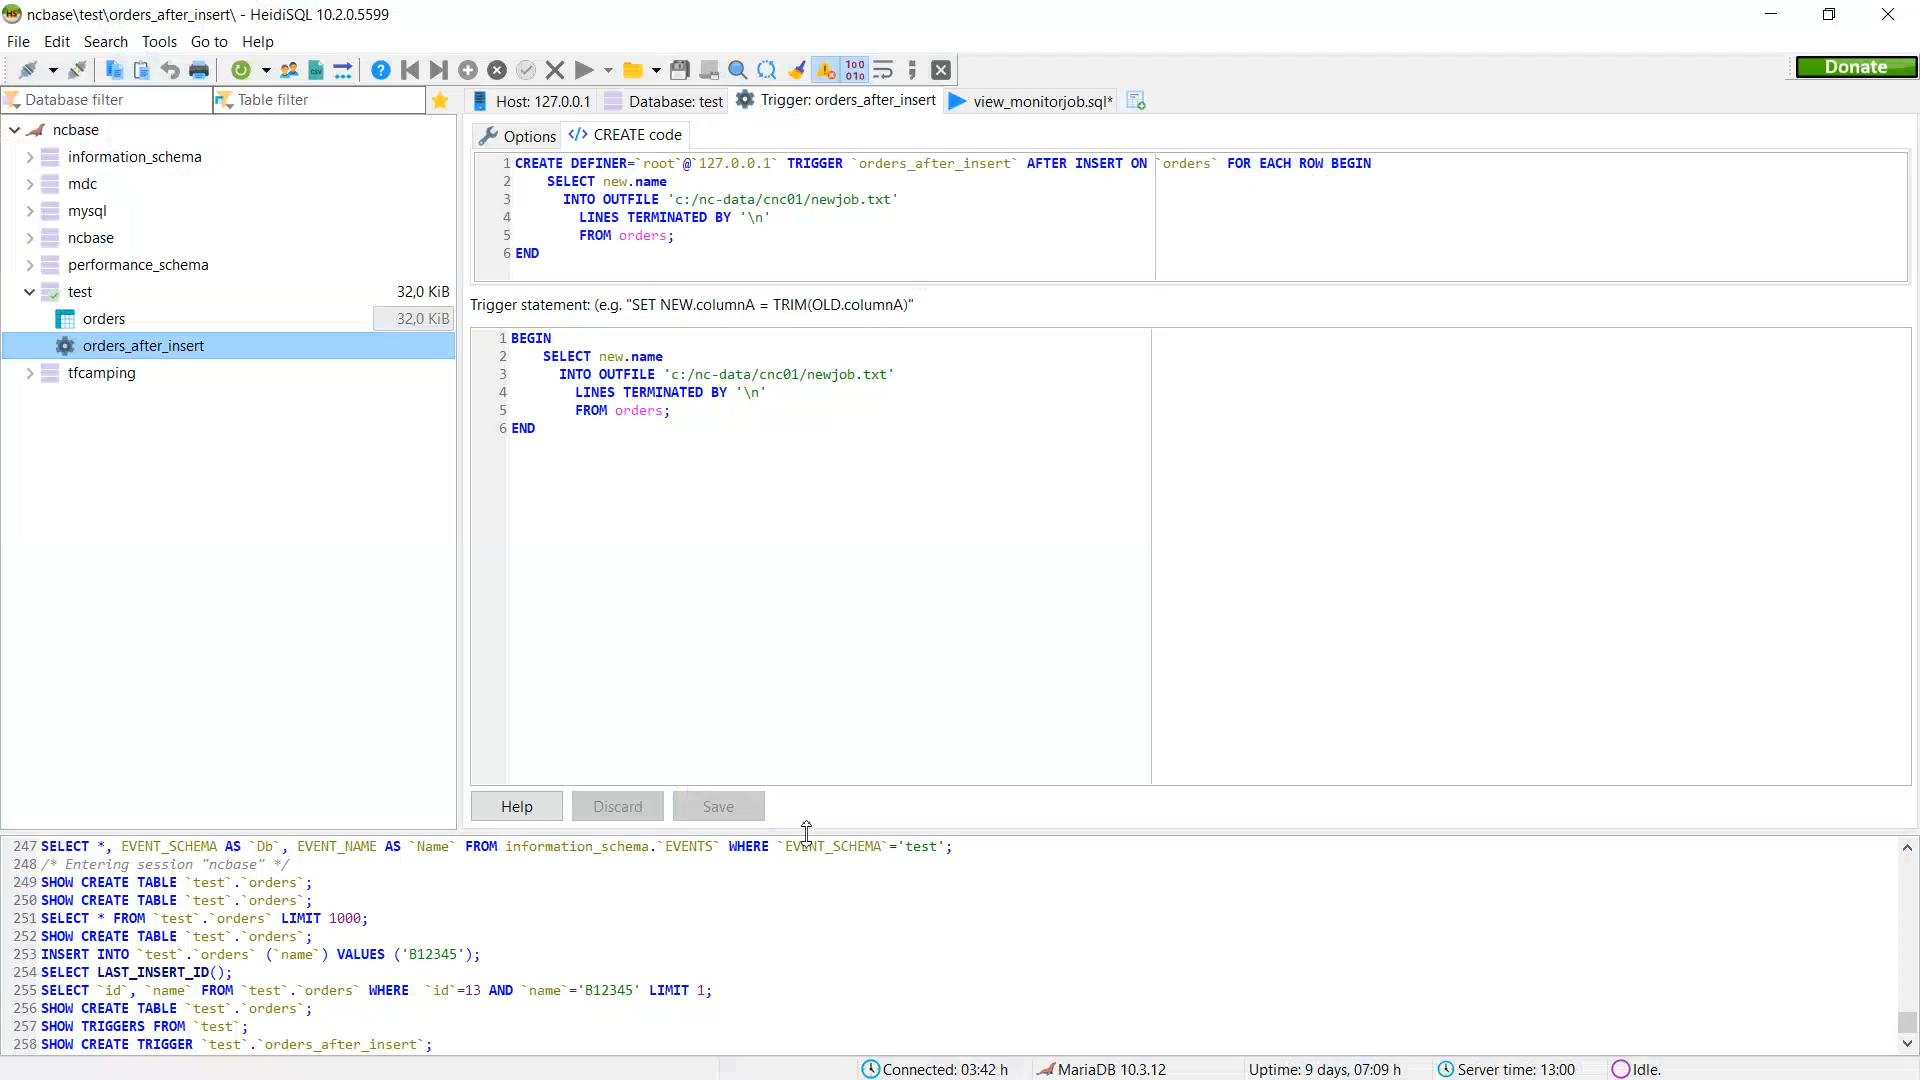 ncbase\test\orders_after_insert\ - HeidiSQL 10.2.0.5599
File Edit Search Tools Go to Help
Donate
Database filter Table filter
Host: 127.0.0.1 Database: test Trigger: orders_after_insert view_monitorjob.sql*
ncbase
information_schema
mdc
mysql
ncbase
performance_schema
test 32,0 KiB
orders 32,0 KiB
orders_after_insert
tfcamping
Options </> CREATE code
1 CREATE DEFINER=`root`@`127.0.0.1` TRIGGER `orders_after_insert` AFTER INSERT ON `orders` FOR EACH ROW BEGIN
2 SELECT new.name
3 INTO OUTFILE 'c:/nc-data/cnc01/newjob.txt'
4 LINES TERMINATED BY '\n'
5 FROM orders;
6 END
Trigger statement: (e.g. "SET NEW.columnA = TRIM(OLD.columnA)"
1 BEGIN
2 SELECT new.name
3 INTO OUTFILE 'c:/nc-data/cnc01/newjob.txt'
4 LINES TERMINATED BY '\n'
5 FROM orders;
6 END
Help Discard Save
247 SELECT *, EVENT_SCHEMA AS `Db`, EVENT_NAME AS `Name` FROM information_schema.`EVENTS` WHERE `EVENT_SCHEMA`='test';
248 /* Entering session "ncbase" */
249 SHOW CREATE TABLE `test`.`orders`;
250 SHOW CREATE TABLE `test`.`orders`;
251 SELECT * FROM `test`.`orders` LIMIT 1000;
252 SHOW CREATE TABLE `test`.`orders`;
253 INSERT INTO `test`.`orders` (`name`) VALUES ('B12345');
254 SELECT LAST_INSERT_ID();
255 SELECT `id`, `name` FROM `test`.`orders` WHERE  `id`=13 AND `name`='B12345' LIMIT 1;
256 SHOW CREATE TABLE `test`.`orders`;
257 SHOW TRIGGERS FROM `test`;
258 SHOW CREATE TRIGGER `test`.`orders_after_insert`;
Connected: 03:42 h MariaDB 10.3.12 Uptime: 9 days, 07:09 h Server time: 13:00 Idle.